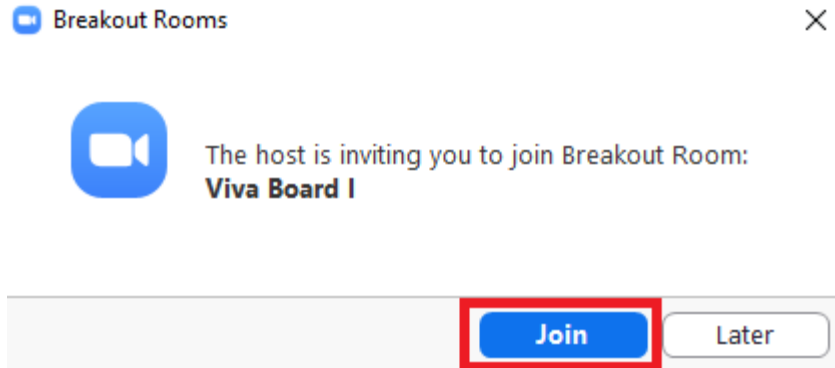 Breakout Rooms
The host is inviting you to join Breakout Room:
Viva Board I
Join
Later